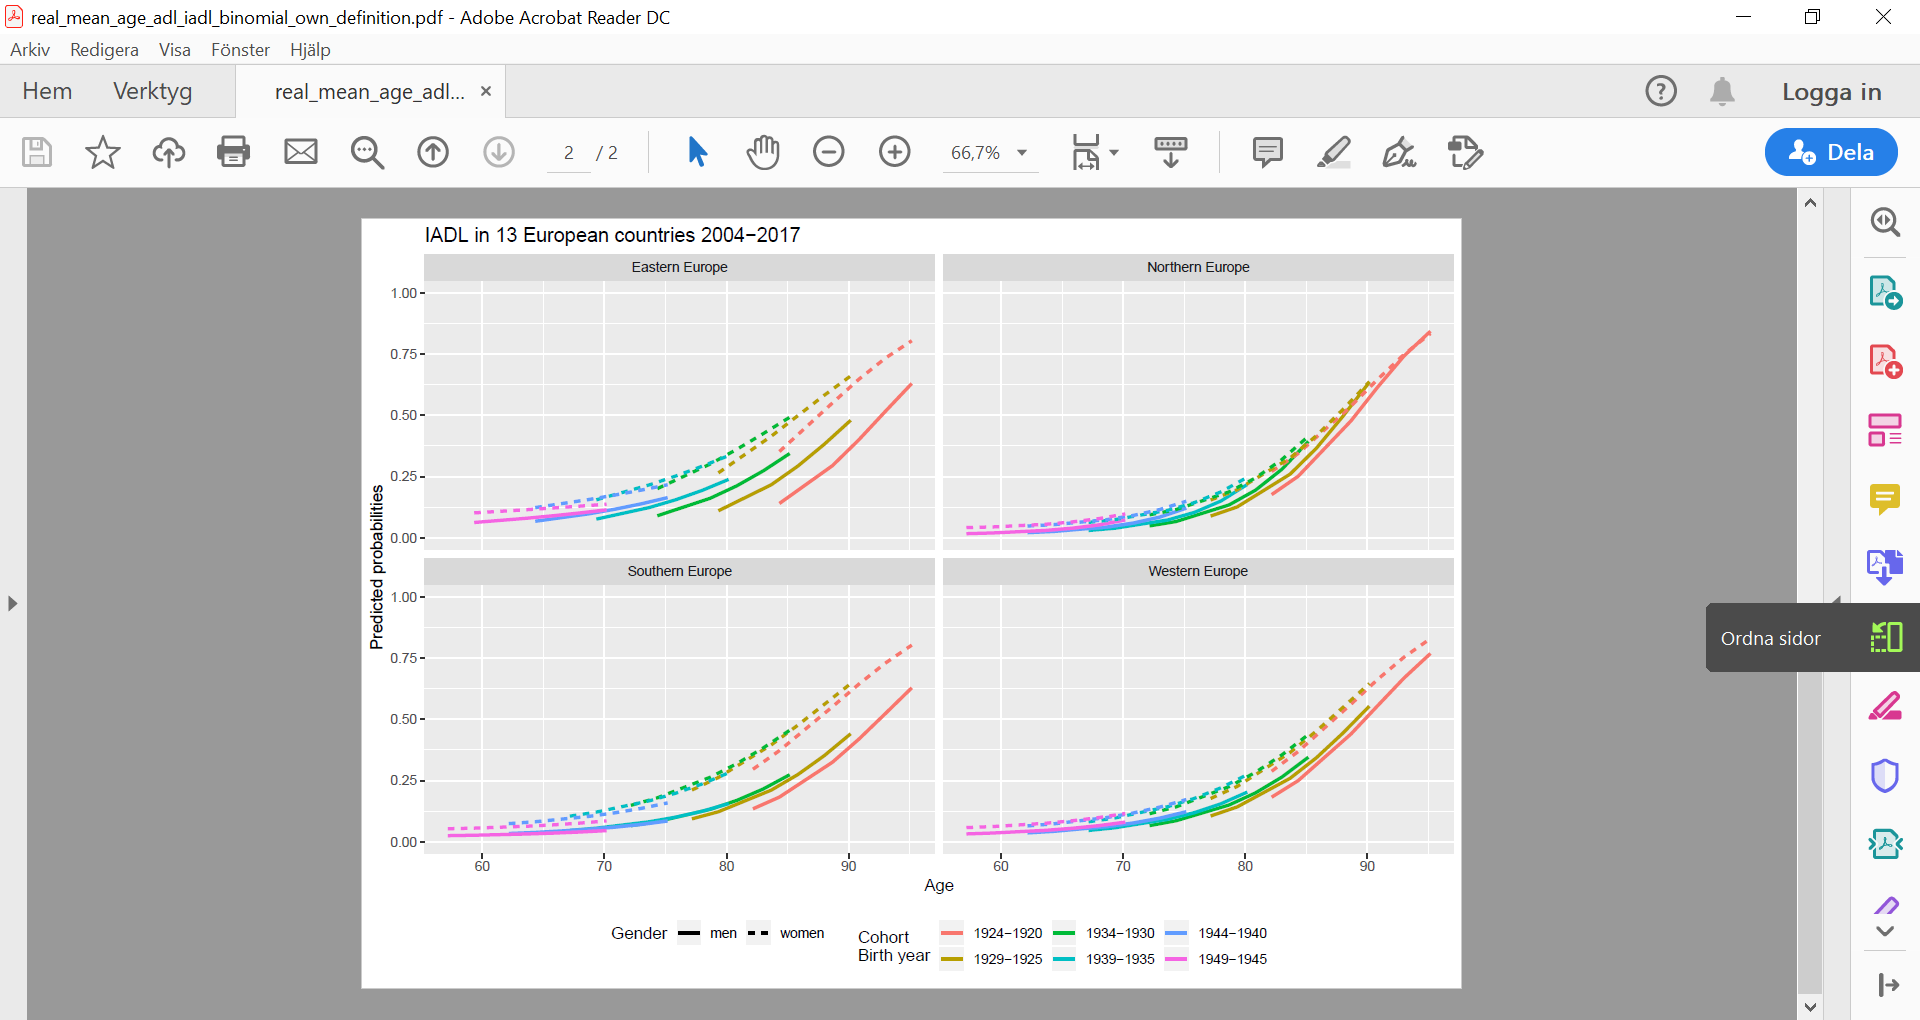 real_mean_age_adl_iadl_binomial_own_definition.pdf - Adobe Acrobat Reader DC
Arkiv Redigera Visa Fönster Hjälp
Hem Verktyg real_mean_age_adl... × ? Logga in
2 / 2 66,7% Dela
IADL in 13 European countries 2004−2017
Eastern Europe Northern Europe
1.00
0.75
0.50
0.25
0.00
Predicted probabilities
Southern Europe Western Europe
1.00
0.75
0.50
0.25
0.00
60 70 80 90 60 70 80 90
Age
Gender men women
Cohort
Birth year
1924−1920 1934−1930 1944−1940
1929−1925 1939−1935 1949−1945
Ordna sidor